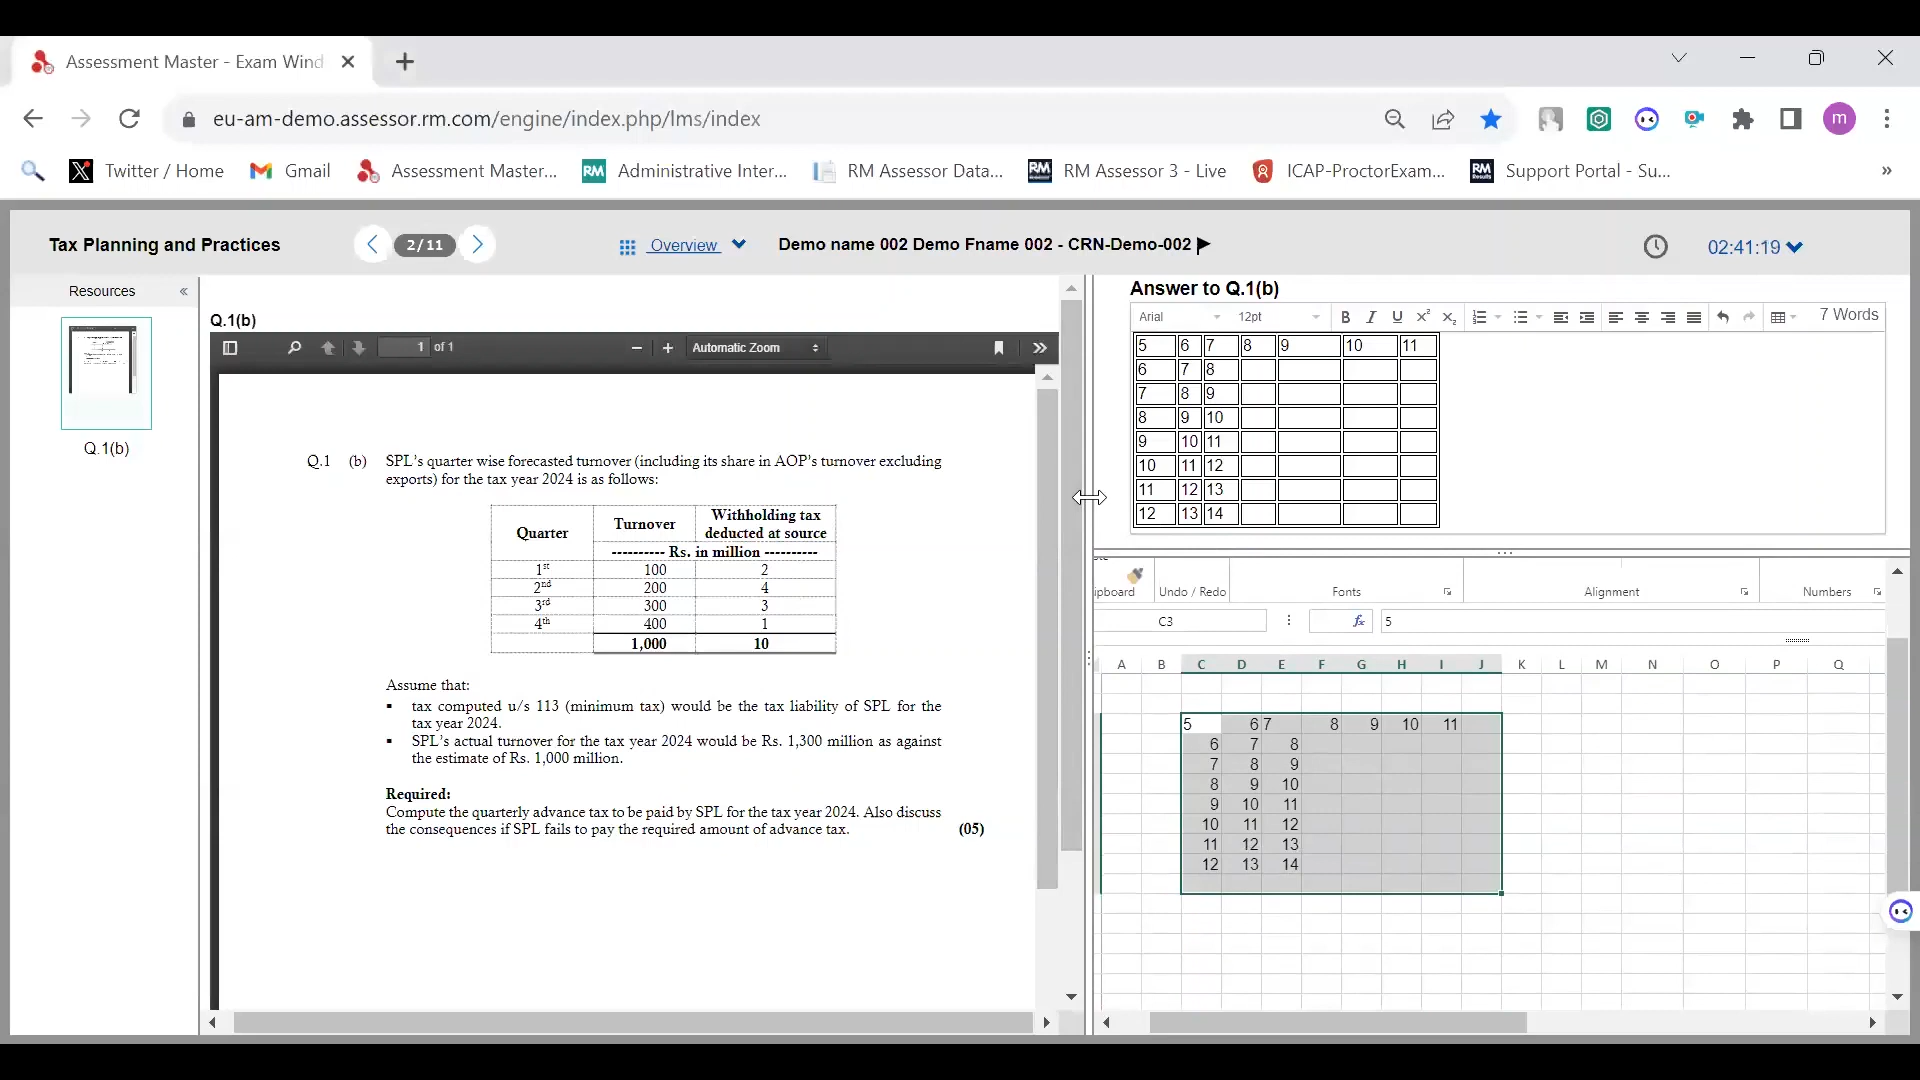 Assessment Master - Exam Wind
eu-am-demo.assessor.rm.com/engine/index.php/lms/index
m
Twitter / Home
Gmail
Assessment Master...
RM
Administrative Inter...
RM Assessor Data...
RM Assessor 3 - Live
ICAP-ProctorExam...
Support Portal - Su...
»
Tax Planning and Practices
2/11
Overview
Demo name 002 Demo Fname 002 - CRN-Demo-002
02:41:19
Resources «
Q.1(b)
Q.1(b)
1 of 1
Automatic Zoom
Q.1 (b) SPL's quarter wise forecasted turnover (including its share in AOP's turnover excluding
exports) for the tax year 2024 is as follows:
Quarter Turnover Withholding tax
deducted at source
---------- Rs. in million ----------
1st 100 2
2nd 200 4
3rd 300 3
4th 400 1
1,000 10
Assume that:
▪ tax computed u/s 113 (minimum tax) would be the tax liability of SPL for the
tax year 2024.
▪ SPL's actual turnover for the tax year 2024 would be Rs. 1,300 million as against
the estimate of Rs. 1,000 million.
Required:
Compute the quarterly advance tax to be paid by SPL for the tax year 2024. Also discuss
the consequences if SPL fails to pay the required amount of advance tax. (05)
Answer to Q.1(b)
Arial 12pt B I U X² X₂ 7 Words
5 6 7 8 9 10 11
6 7 8
7 8 9
8 9 10
9 10 11
10 11 12
11 12 13
12 13 14
ipboard Undo / Redo Fonts Alignment Numbers
C3 fx 5
A B C D E F G H I J K L M N O P Q
5 6 7 8 9 10 11
6 7 8
7 8 9
8 9 10
9 10 11
10 11 12
11 12 13
12 13 14